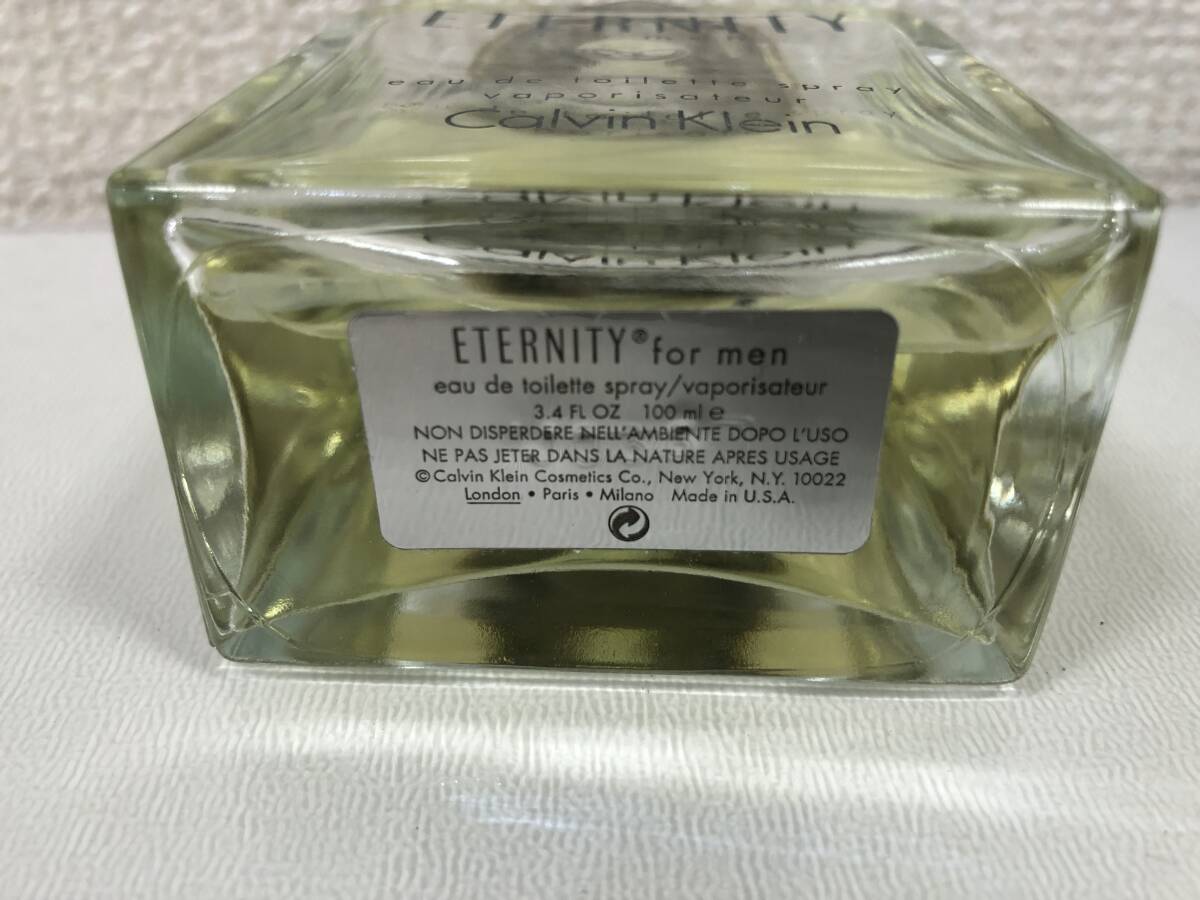 ETERNITY
eau de toilette spray
vaporisateur
Calvin Klein
ETERNITY® for men
eau de toilette spray/vaporisateur
3.4 FL OZ 100 ml ℮
NON DISPERDERE NELL'AMBIENTE DOPO L'USO
NE PAS JETER DANS LA NATURE APRES USAGE
©Calvin Klein Cosmetics Co., New York, N.Y. 10022
London • Paris • Milano Made in U.S.A.